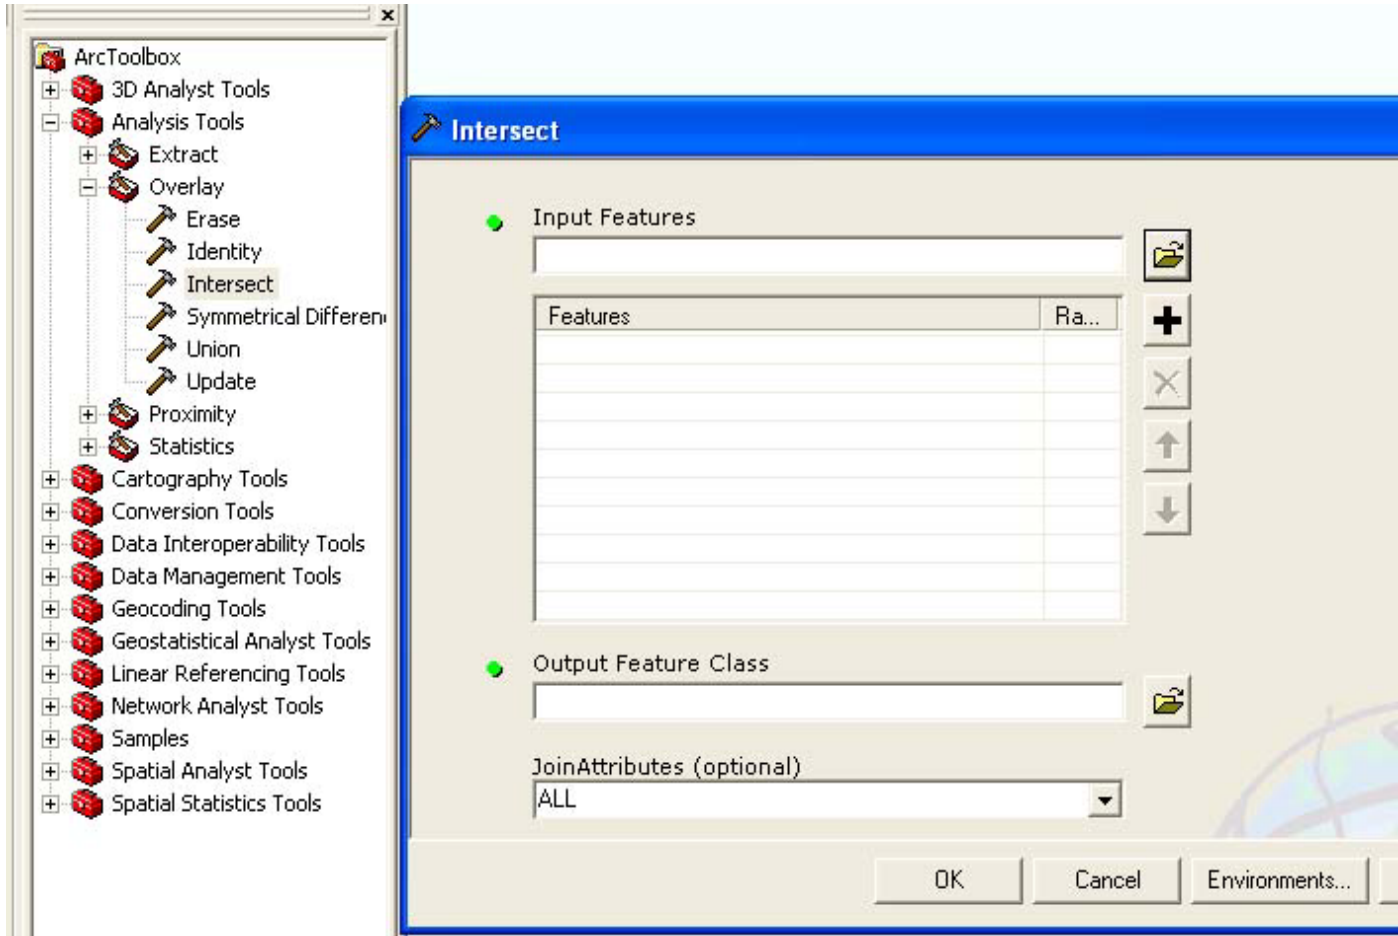 ArcToolbox
3D Analyst Tools
Analysis Tools
Extract
Overlay
Erase
Identity
Intersect
Symmetrical Differen
Union
Update
Proximity
Statistics
Cartography Tools
Conversion Tools
Data Interoperability Tools
Data Management Tools
Geocoding Tools
Geostatistical Analyst Tools
Linear Referencing Tools
Network Analyst Tools
Samples
Spatial Analyst Tools
Spatial Statistics Tools
Intersect
Input Features
Features Ra...
Output Feature Class
JoinAttributes (optional)
ALL
OK Cancel Environments...